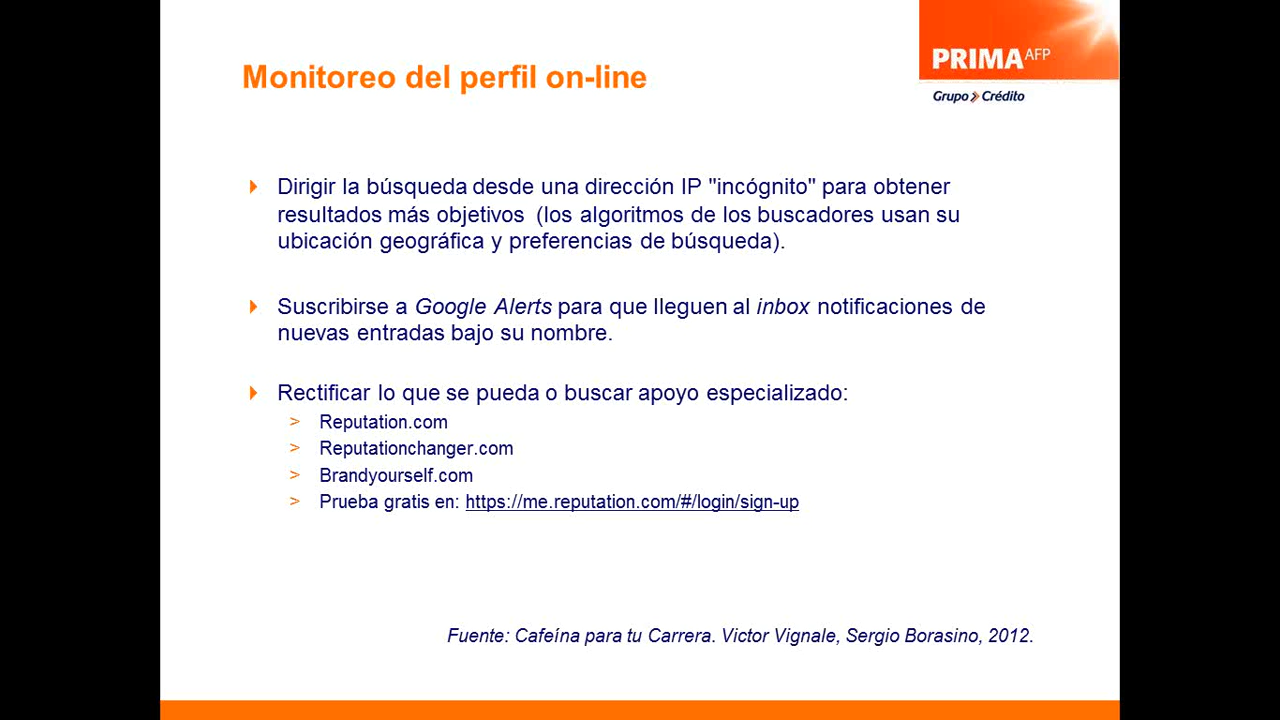 PRIMA AFP
Grupo Crédito
Monitoreo del perfil on-line
Dirigir la búsqueda desde una dirección IP "incógnito" para obtener
resultados más objetivos (los algoritmos de los buscadores usan su
ubicación geográfica y preferencias de búsqueda).
Suscribirse a Google Alerts para que lleguen al inbox notificaciones de
nuevas entradas bajo su nombre.
Rectificar lo que se pueda o buscar apoyo especializado:
> Reputation.com
> Reputationchanger.com
> Brandyourself.com
> Prueba gratis en: https://me.reputation.com/#/login/sign-up
Fuente: Cafeína para tu Carrera. Victor Vignale, Sergio Borasino, 2012.